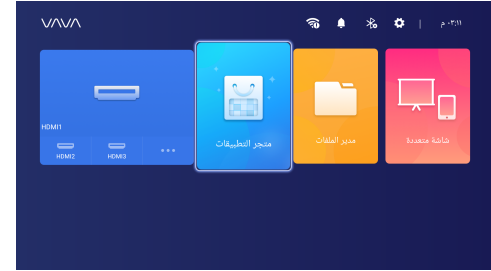 VAVA
٠٣:١١ م
HDMI1
HDMI2
HDMI3
متجر التطبيقات
مدير الملفات
شاشة متعددة